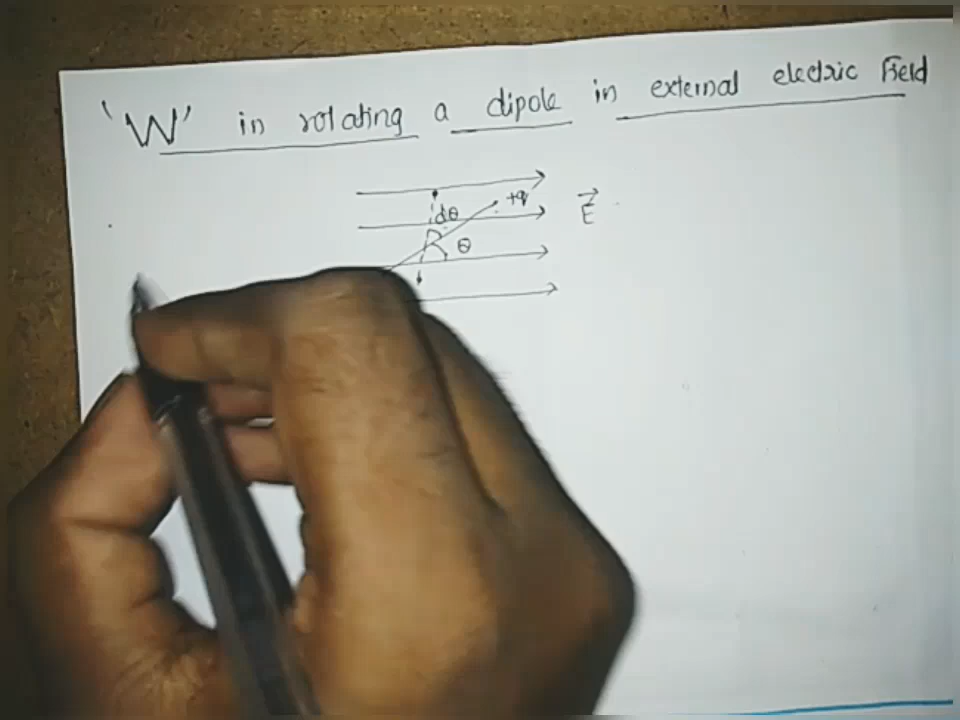 'W' in rotating a dipole in external electric Field
+q
E
dθ
θ